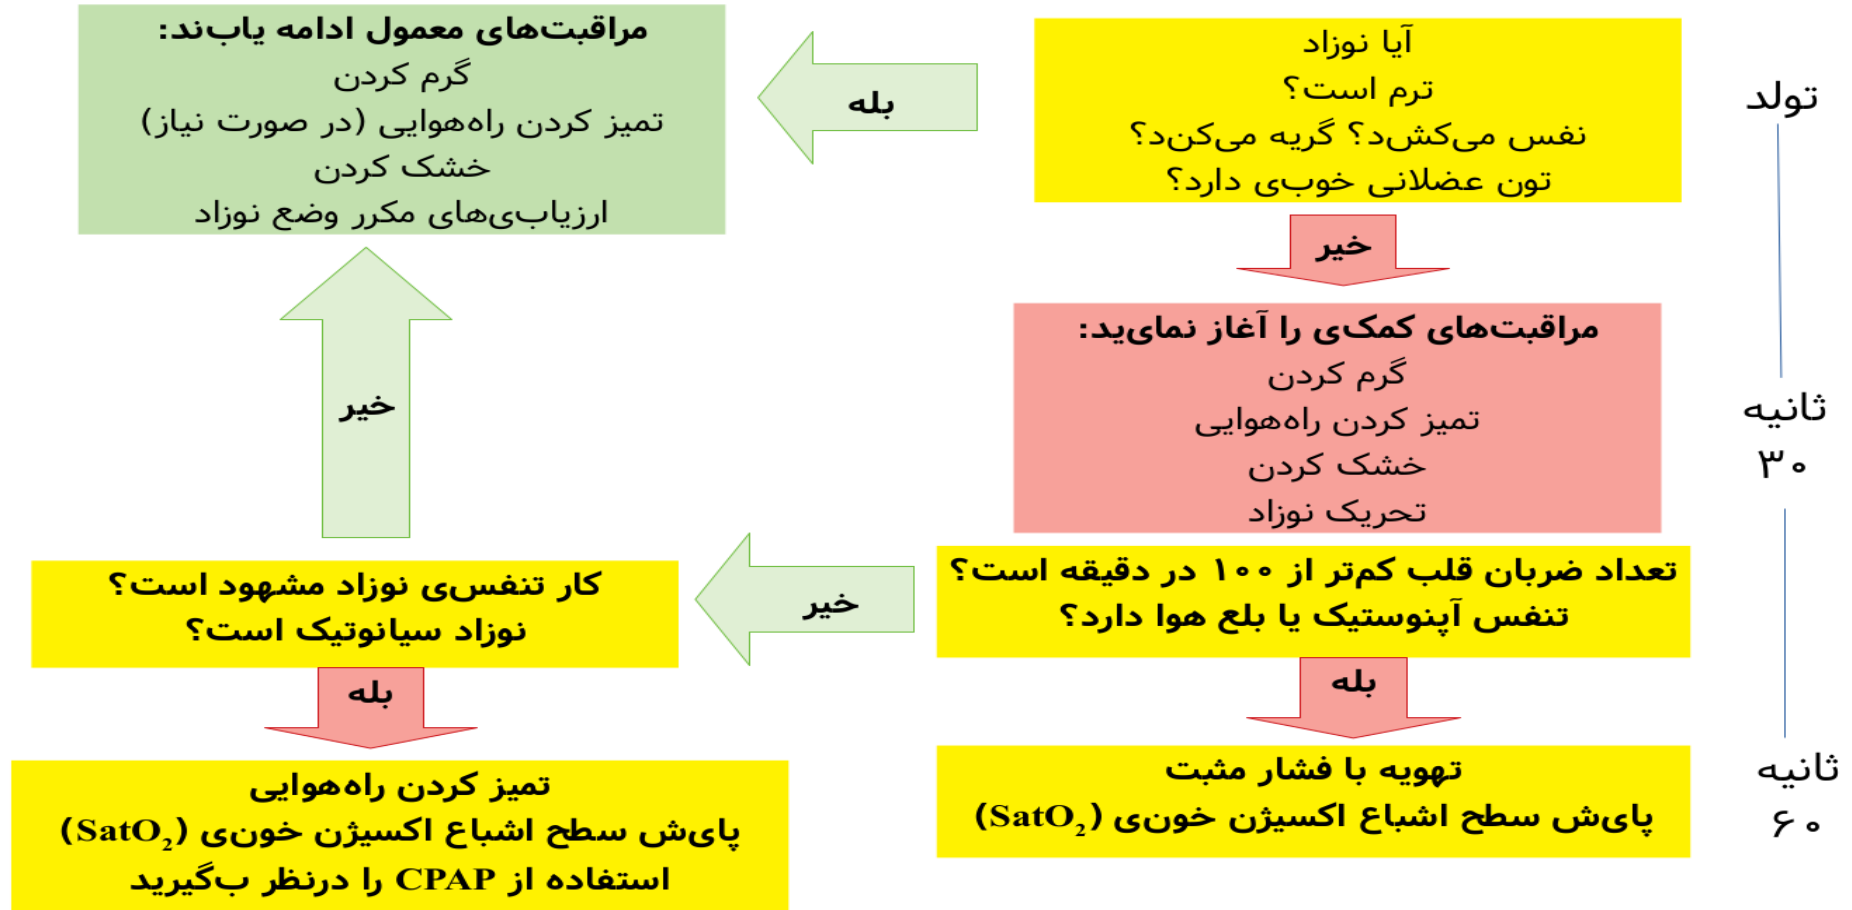 تولد
آیا نوزاد
ترم است؟
نفس می‌کشد؟ گریه می‌کند؟
تون عضلانی خوبی دارد؟
بله
مراقبت‌های معمول ادامه یابند:
گرم کردن
تمیز کردن راه‌هوایی (در صورت نیاز)
خشک کردن
ارزیابی‌های مکرر وضع نوزاد
خیر
مراقبت‌های کمکی را آغاز نمایید:
گرم کردن
تمیز کردن راه‌هوایی
خشک کردن
تحریک نوزاد
ثانیه
۳۰
تعداد ضربان قلب کم‌تر از ۱۰۰ در دقیقه است؟
تنفس آپنوستیک یا بلع هوا دارد؟
خیر
کار تنفسی نوزاد مشهود است؟
نوزاد سیانوتیک است؟
خیر
بله
تهویه با فشار مثبت
پایش سطح اشباع اکسیژن خونی (SatO₂)
بله
تمیز کردن راه‌هوایی
پایش سطح اشباع اکسیژن خونی (SatO₂)
استفاده از CPAP را درنظر بگیرید
ثانیه
۶۰